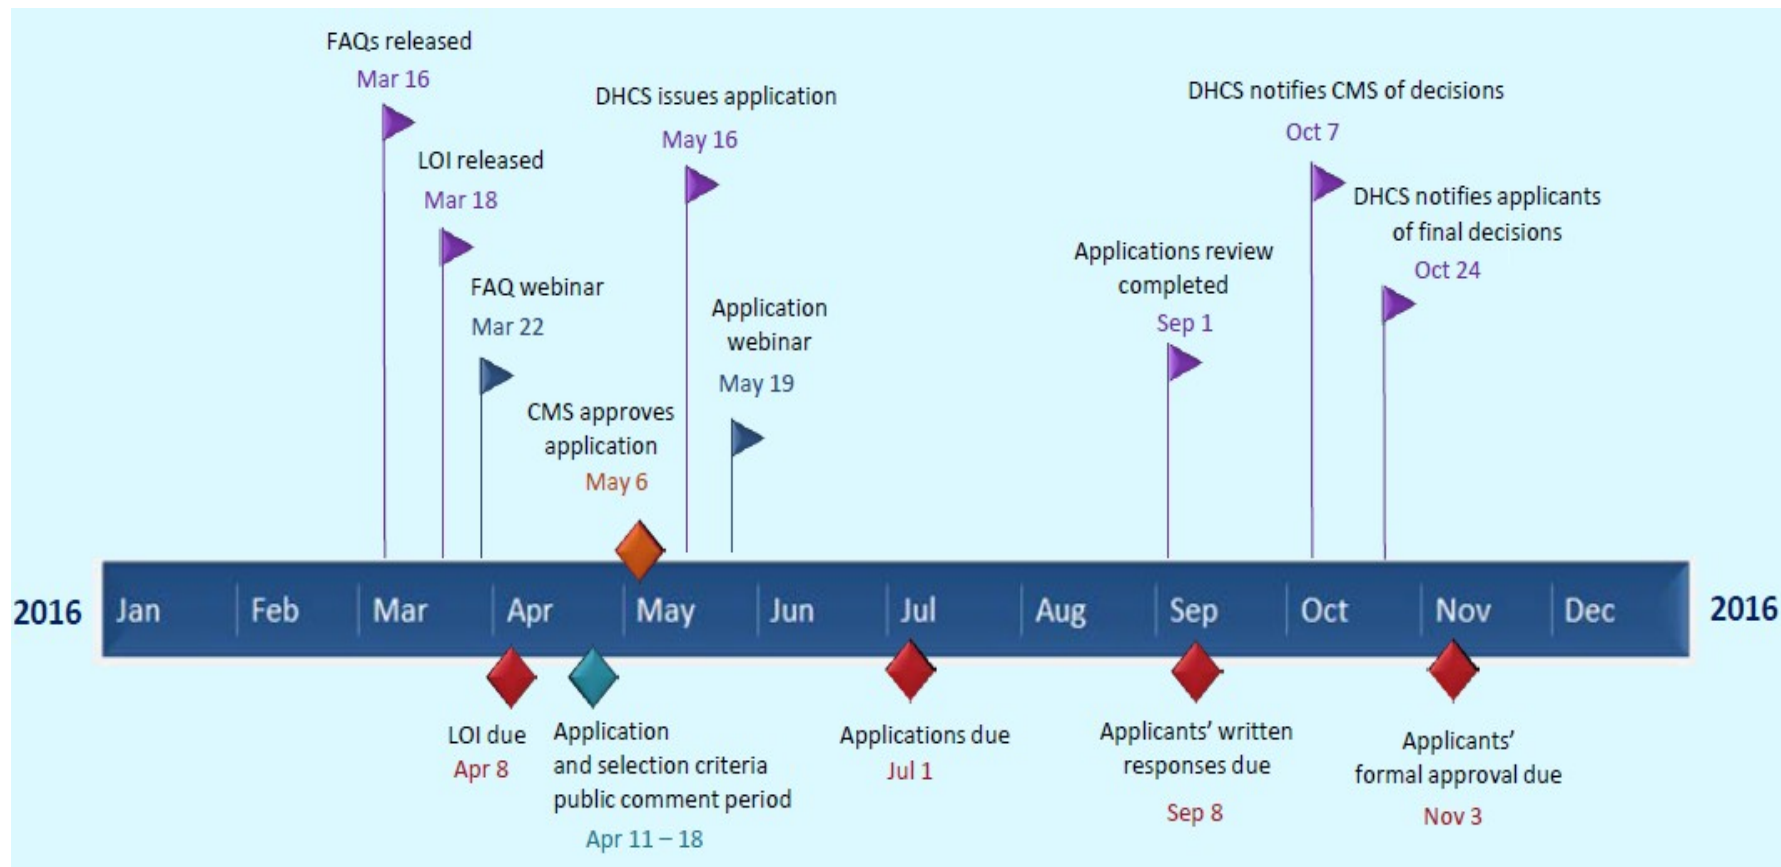 FAQs released
Mar 16
LOI released
Mar 18
FAQ webinar
Mar 22
CMS approves
application
May 6
DHCS issues application
May 16
Application
webinar
May 19
Applications review
completed
Sep 1
DHCS notifies CMS of decisions
Oct 7
DHCS notifies applicants
of final decisions
Oct 24
2016 Jan Feb Mar Apr May Jun Jul Aug Sep Oct Nov Dec 2016
LOI due
Apr 8
Application
and selection criteria
public comment period
Apr 11 – 18
Applications due
Jul 1
Applicants’ written
responses due
Sep 8
Applicants’
formal approval due
Nov 3